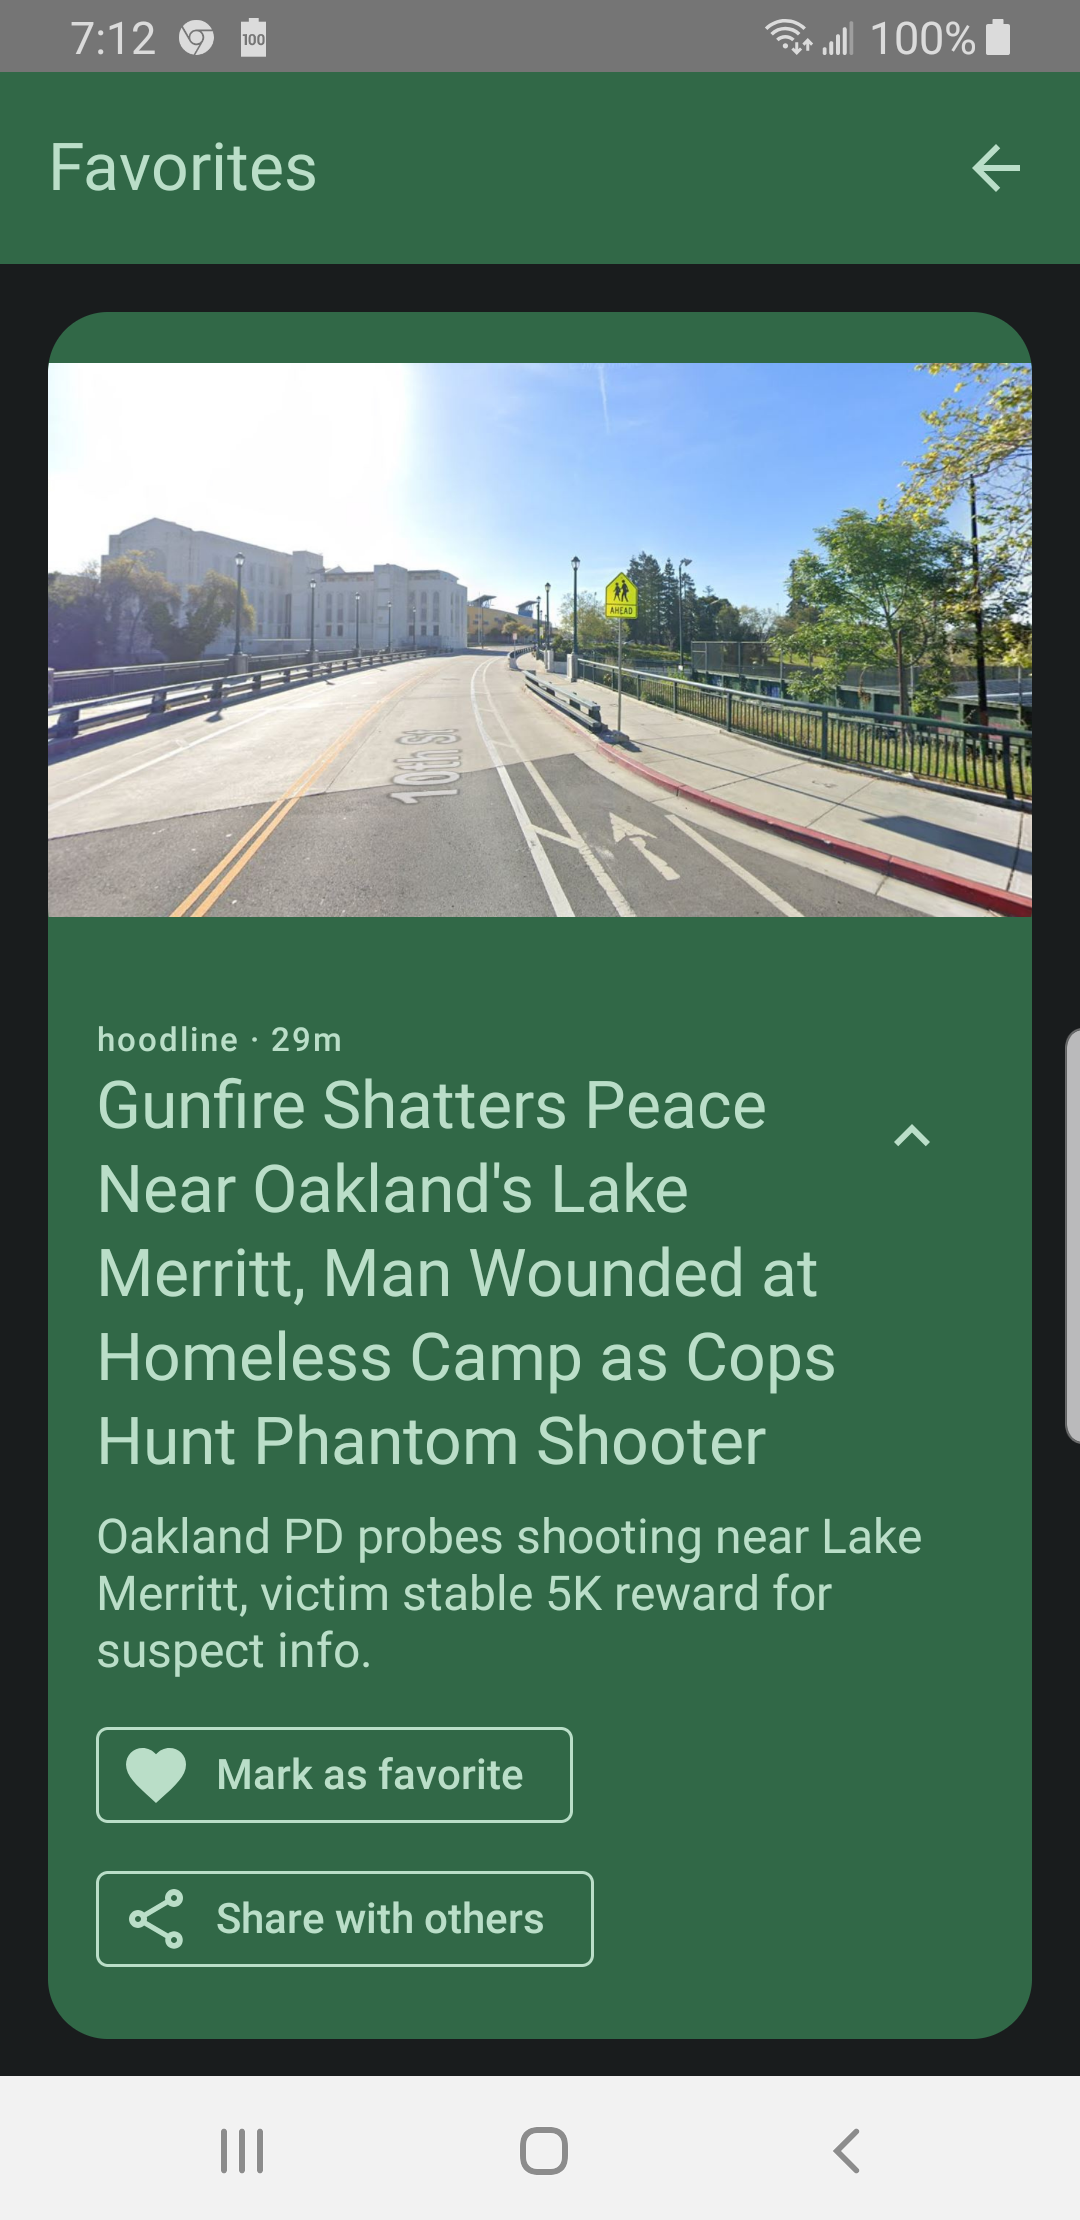 7:12 100 100%
Favorites
AHEAD
10th St
hoodline · 29m
Gunfire Shatters Peace
Near Oakland's Lake
Merritt, Man Wounded at
Homeless Camp as Cops
Hunt Phantom Shooter
Oakland PD probes shooting near Lake
Merritt, victim stable 5K reward for
suspect info.
Mark as favorite
Share with others